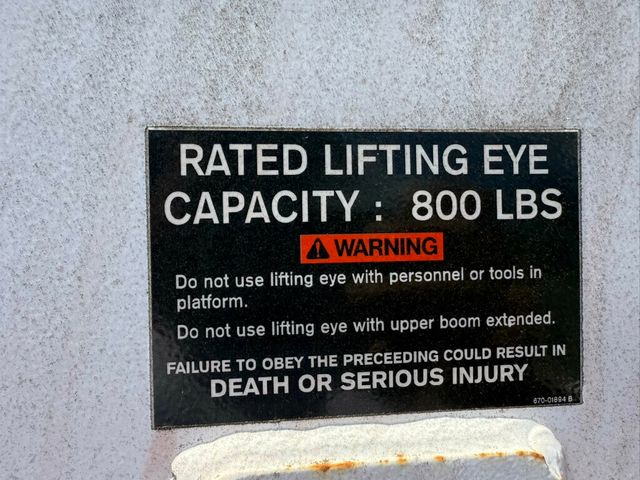 RATED LIFTING EYE
CAPACITY : 800 LBS
WARNING
Do not use lifting eye with personnel or tools in
platform.
Do not use lifting eye with upper boom extended.
FAILURE TO OBEY THE PRECEEDING COULD RESULT IN
DEATH OR SERIOUS INJURY
670-01694 B